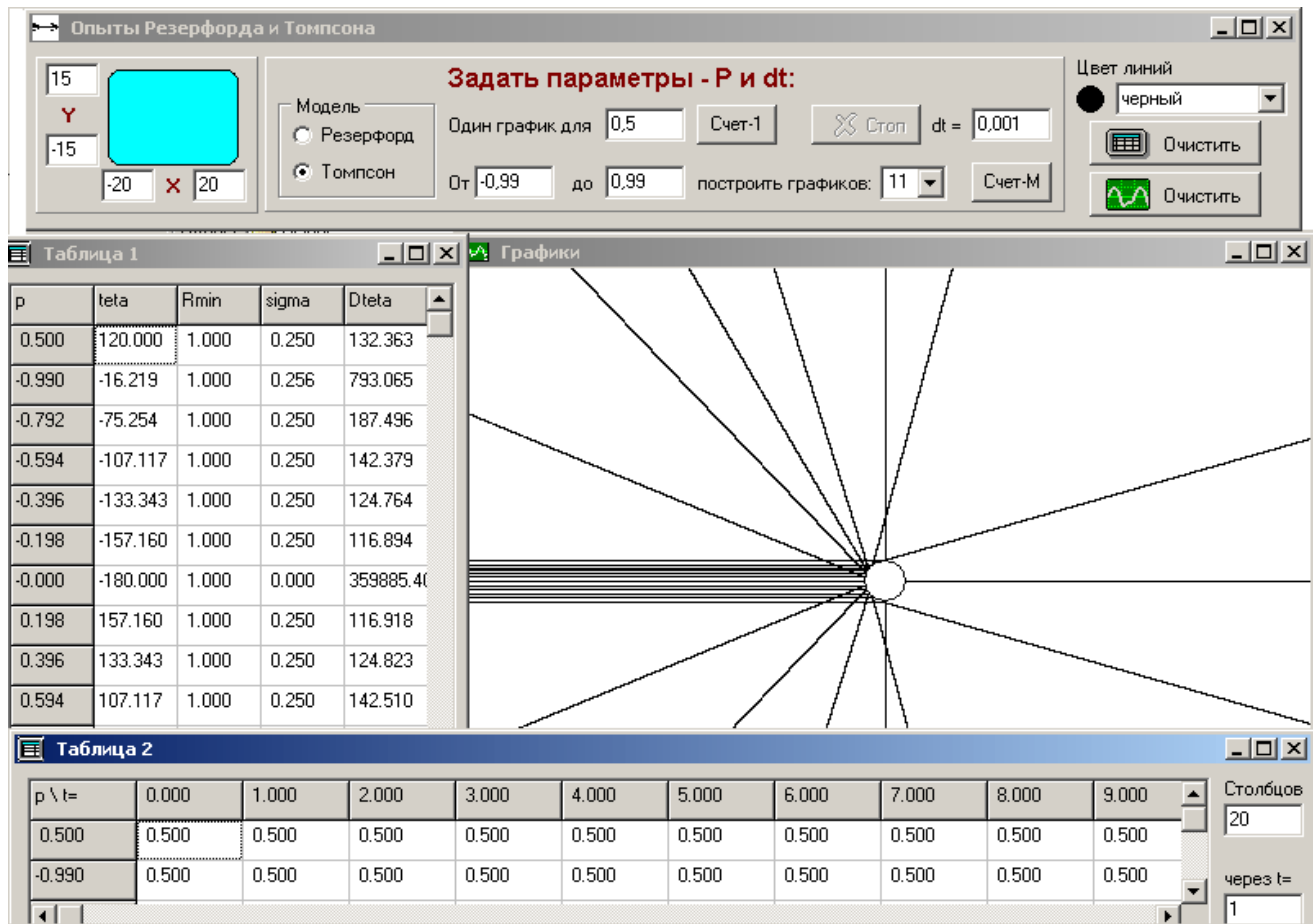 Опыты Резерфорда и Томпсона
15
Y
-15
-20 X 20
Задать параметры - P и dt:
Модель
Резерфорд
Томпсон
Один график для 0,5 Счет-1 Стоп dt = 0,001
От -0,99 до 0,99 построить графиков: 11 Счет-М
Цвет линий
черный
Очистить
Очистить
Таблица 1
p teta Rmin sigma Dteta
0.500 120.000 1.000 0.250 132.363
-0.990 -16.219 1.000 0.256 793.065
-0.792 -75.254 1.000 0.250 187.496
-0.594 -107.117 1.000 0.250 142.379
-0.396 -133.343 1.000 0.250 124.764
-0.198 -157.160 1.000 0.250 116.894
-0.000 -180.000 1.000 0.000 359885.40
0.198 157.160 1.000 0.250 116.918
0.396 133.343 1.000 0.250 124.823
0.594 107.117 1.000 0.250 142.510
Графики
Таблица 2
p \ t= 0.000 1.000 2.000 3.000 4.000 5.000 6.000 7.000 8.000 9.000
0.500 0.500 0.500 0.500 0.500 0.500 0.500 0.500 0.500 0.500 0.500
-0.990 0.500 0.500 0.500 0.500 0.500 0.500 0.500 0.500 0.500 0.500
Столбцов
20
через t=
1